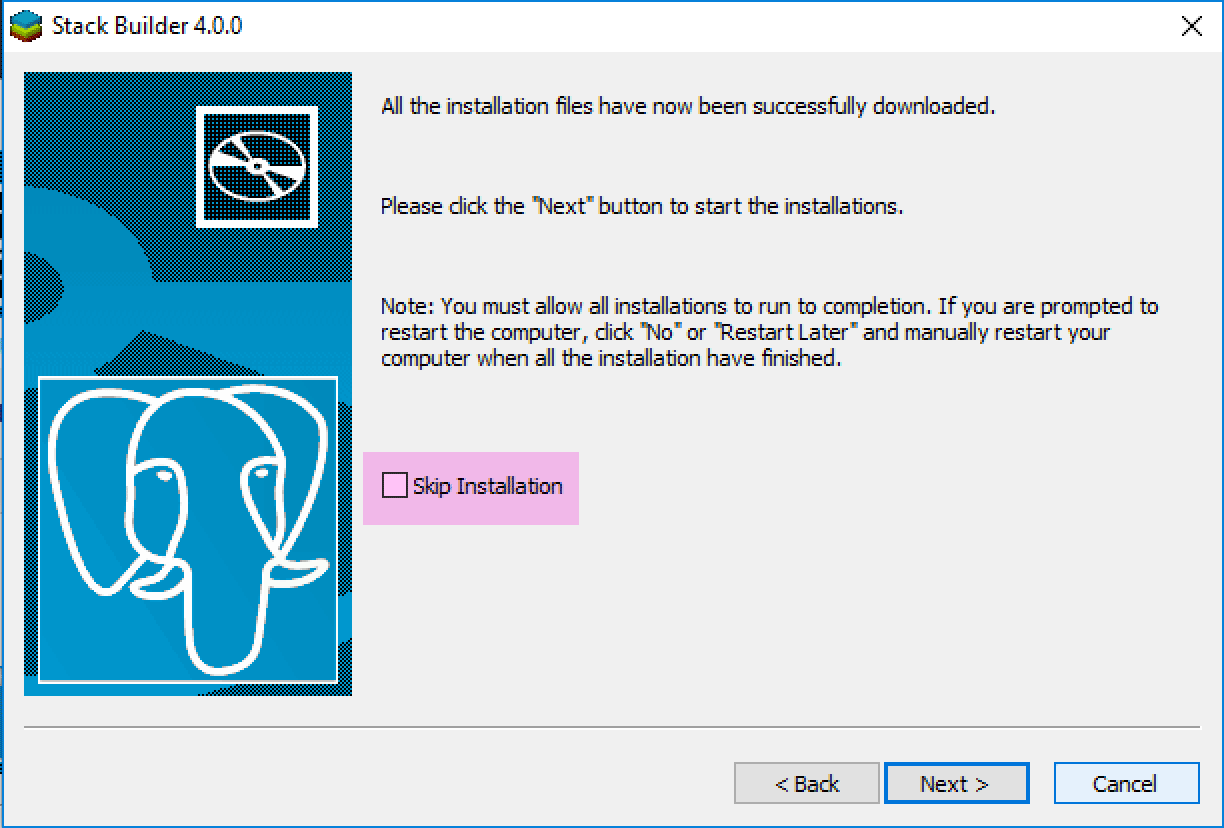 Stack Builder 4.0.0
All the installation files have now been successfully downloaded.
Please click the "Next" button to start the installations.
Note: You must allow all installations to run to completion. If you are prompted to
restart the computer, click "No" or "Restart Later" and manually restart your
computer when all the installation have finished.
Skip Installation
< Back
Next >
Cancel